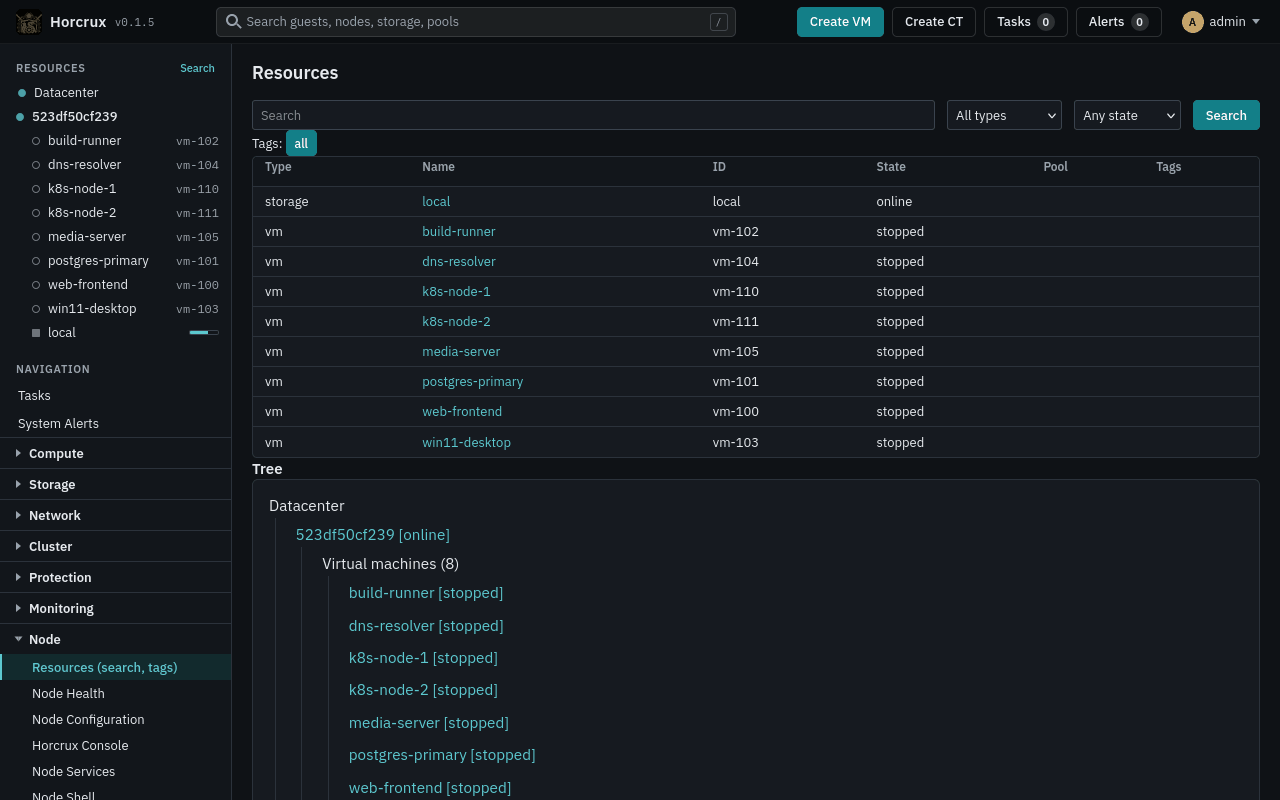 Horcrux v0.1.5
Search guests, nodes, storage, pools /
Create VM
Create CT
Tasks 0
Alerts 0
A admin
RESOURCES Search
Datacenter
523df50cf239
build-runner vm-102
dns-resolver vm-104
k8s-node-1 vm-110
k8s-node-2 vm-111
media-server vm-105
postgres-primary vm-101
web-frontend vm-100
win11-desktop vm-103
local
NAVIGATION
Tasks
System Alerts
Compute
Storage
Network
Cluster
Protection
Monitoring
Node
Resources (search, tags)
Node Health
Node Configuration
Horcrux Console
Node Services
Node Shell
Resources
Search All types Any state Search
Tags: all
Type Name ID State Pool Tags
storage local local online
vm build-runner vm-102 stopped
vm dns-resolver vm-104 stopped
vm k8s-node-1 vm-110 stopped
vm k8s-node-2 vm-111 stopped
vm media-server vm-105 stopped
vm postgres-primary vm-101 stopped
vm web-frontend vm-100 stopped
vm win11-desktop vm-103 stopped
Tree
Datacenter
523df50cf239 [online]
Virtual machines (8)
build-runner [stopped]
dns-resolver [stopped]
k8s-node-1 [stopped]
k8s-node-2 [stopped]
media-server [stopped]
postgres-primary [stopped]
web-frontend [stopped]